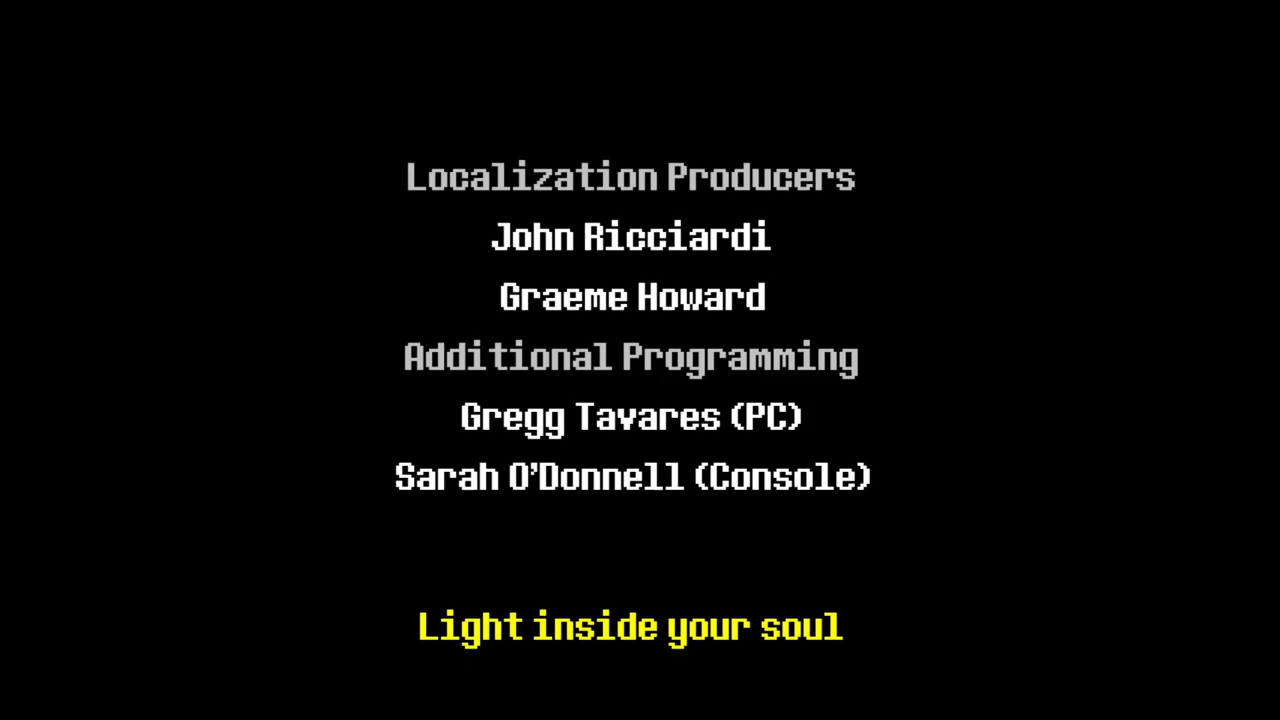 Localization Producers
John Ricciardi
Graeme Howard
Additional Programming
Gregg Tavares (PC)
Sarah O'Donnell (Console)
Light inside your soul